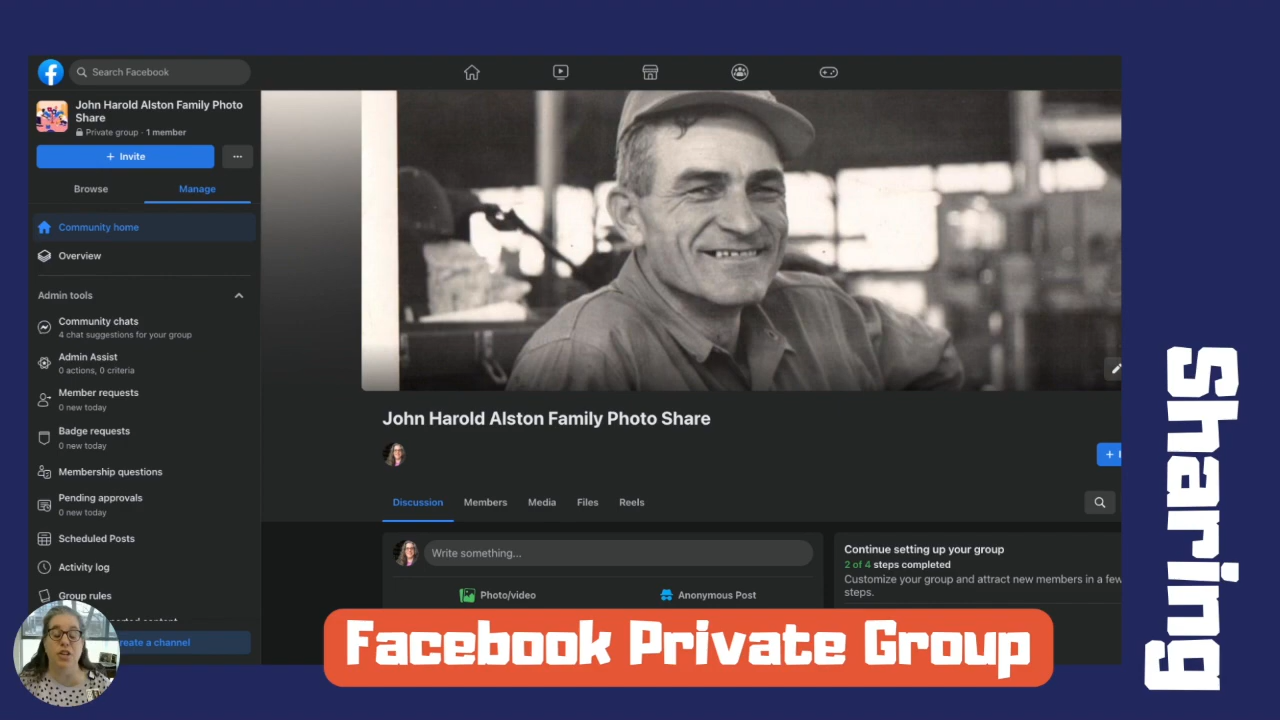 Search Facebook
John Harold Alston Family Photo
Share
Private group · 1 member
+ Invite
Browse
Manage
Community home
Overview
Admin tools
Community chats
4 chat suggestions for your group
Admin Assist
0 actions, 0 criteria
Member requests
0 new today
Badge requests
0 new today
Membership questions
Pending approvals
0 new today
Scheduled Posts
Activity log
Group rules
content
create a channel
John Harold Alston Family Photo Share
Discussion
Members
Media
Files
Reels
Write something...
Photo/video
Anonymous Post
Continue setting up your group
2 of 4 steps completed
Customize your group and attract new members in a few
steps.
Facebook Private Group
Sharing